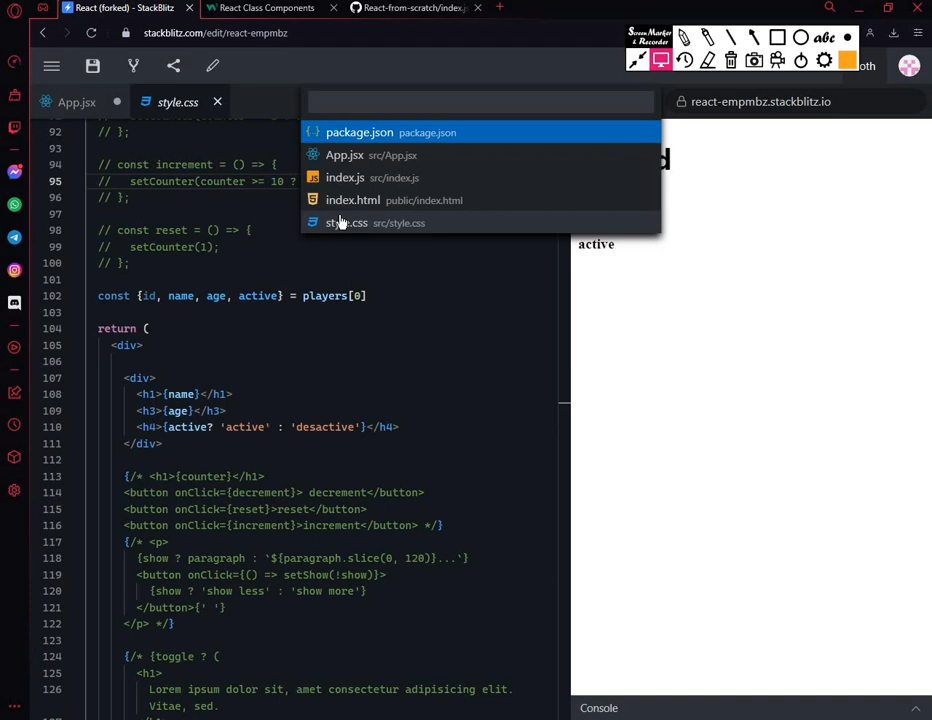 React (forked) - StackBlitz
React Class Components
React-from-scratch/index.js
stackblitz.com/edit/react-empmbz
Screen Marker & Recorder
abc
oth
App.jsx
style.css
react-empmbz.stackblitz.io
package.json package.json
App.jsx src/App.jsx
index.js src/index.js
index.html public/index.html
style.css src/style.css
active
92 // };
93
94 // const increment = () => {
95 // setCounter(counter >= 10 ?
96 // };
97
98 // const reset = () => {
99 // setCounter(1);
100 // };
101
102 const {id, name, age, active} = players[0]
103
104 return (
105 <div>
106
107 <div>
108 <h1>{name}</h1>
109 <h3>{age}</h3>
110 <h4>{active? 'active' : 'desactive'}</h4>
111 </div>
112
113 {/* <h1>{counter}</h1>
114 <button onClick={decrement}> decrement</button>
115 <button onClick={reset}>reset</button>
116 <button onClick={increment}>increment</button> */}
117 {/* <p>
118 {show ? paragraph : `${paragraph.slice(0, 120)}...`}
119 <button onClick={() => setShow(!show)}>
120 {show ? 'show less' : 'show more'}
121 </button>{' '}
122 </p> */}
123
124 {/* {toggle ? (
125 <h1>
126 Lorem ipsum dolor sit, amet consectetur adipisicing elit.
Vitae, sed.
Console